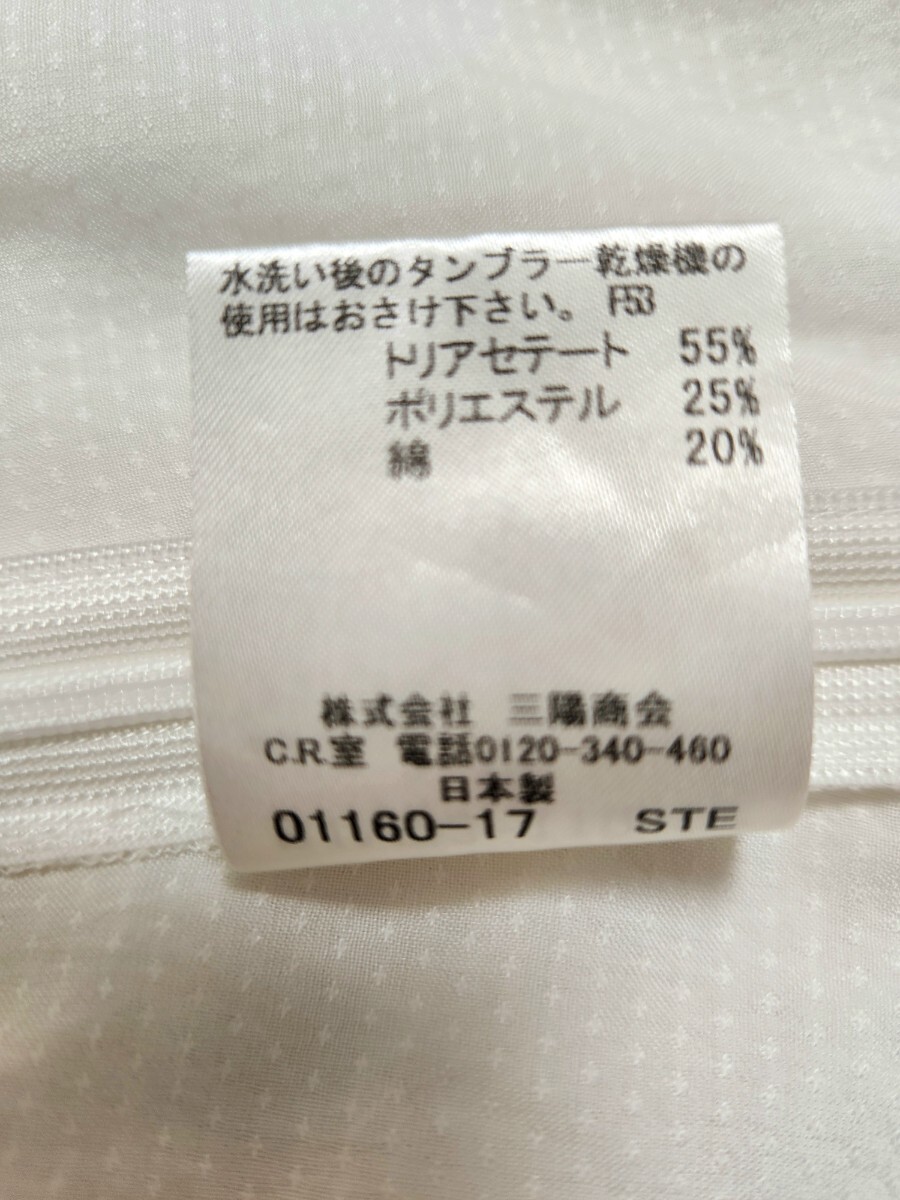 水洗い後のタンブラー乾燥機の
使用はおさけ下さい。 F53
トリアセテート 55%
ポリエステル 25%
綿 20%
株式会社 三陽商会
C.R.室 電話0120-340-460
日本製
01160-17 STE